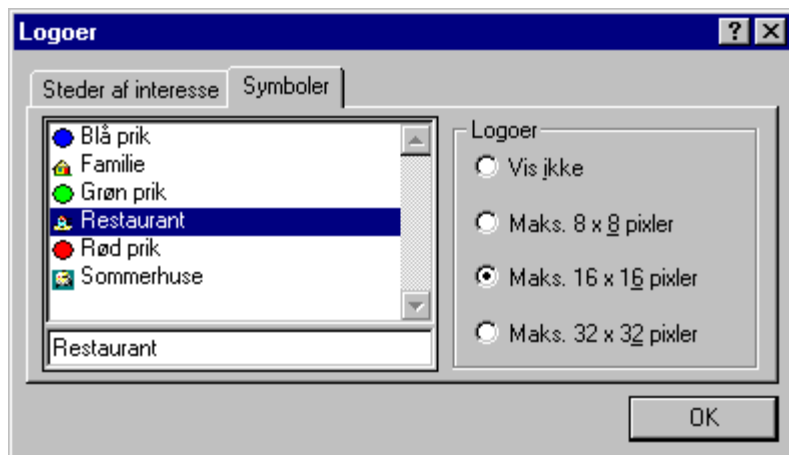 Logoer
Steder af interesse
Symboler
Blå prik
Familie
Grøn prik
Restaurant
Rød prik
Sommerhuse
Restaurant
Logoer
Vis ikke
Maks. 8 x 8 pixler
Maks. 16 x 16 pixler
Maks. 32 x 32 pixler
OK